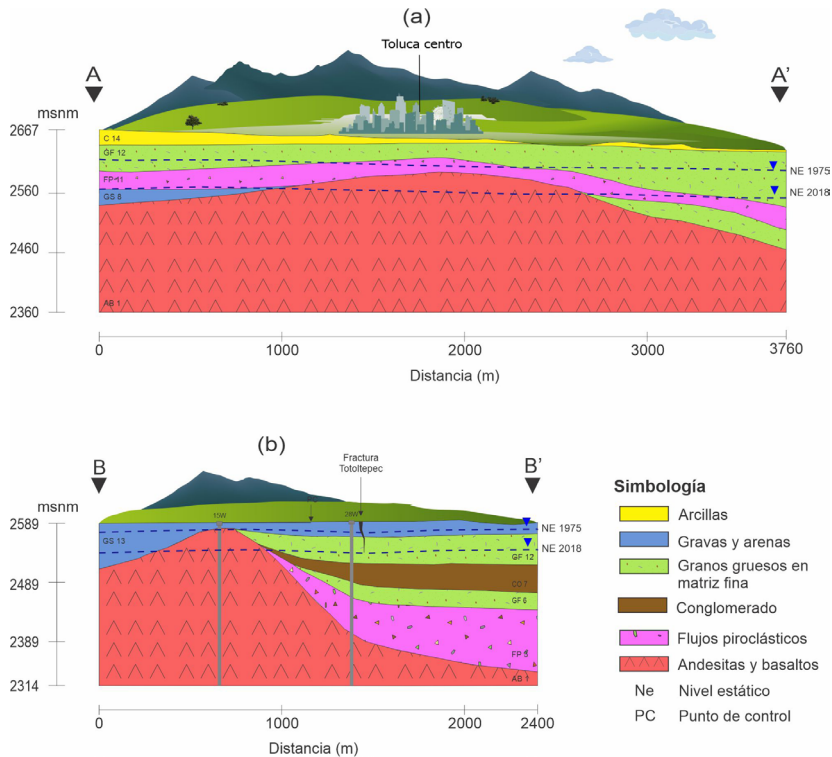 (a)
Toluca centro
A
A'
msnm
2667
2560
2460
2360
C 14
GF 12
FP 11
GS 8
AB 1
NE 1975
NE 2018
0
1000
2000
3000
3760
Distancia (m)
(b)
B
B'
Fractura
Totoltepec
msnm
2589
2489
2389
2314
GS 13
GF 12
CO 7
GF 6
FP 5
AB 1
NE 1975
NE 2018
0
1000
2000
2400
Distancia (m)
Simbología
Arcillas
Gravas y arenas
Granos gruesos en
matriz fina
Conglomerado
Flujos piroclásticos
Andesitas y basaltos
Ne Nivel estático
PC Punto de control